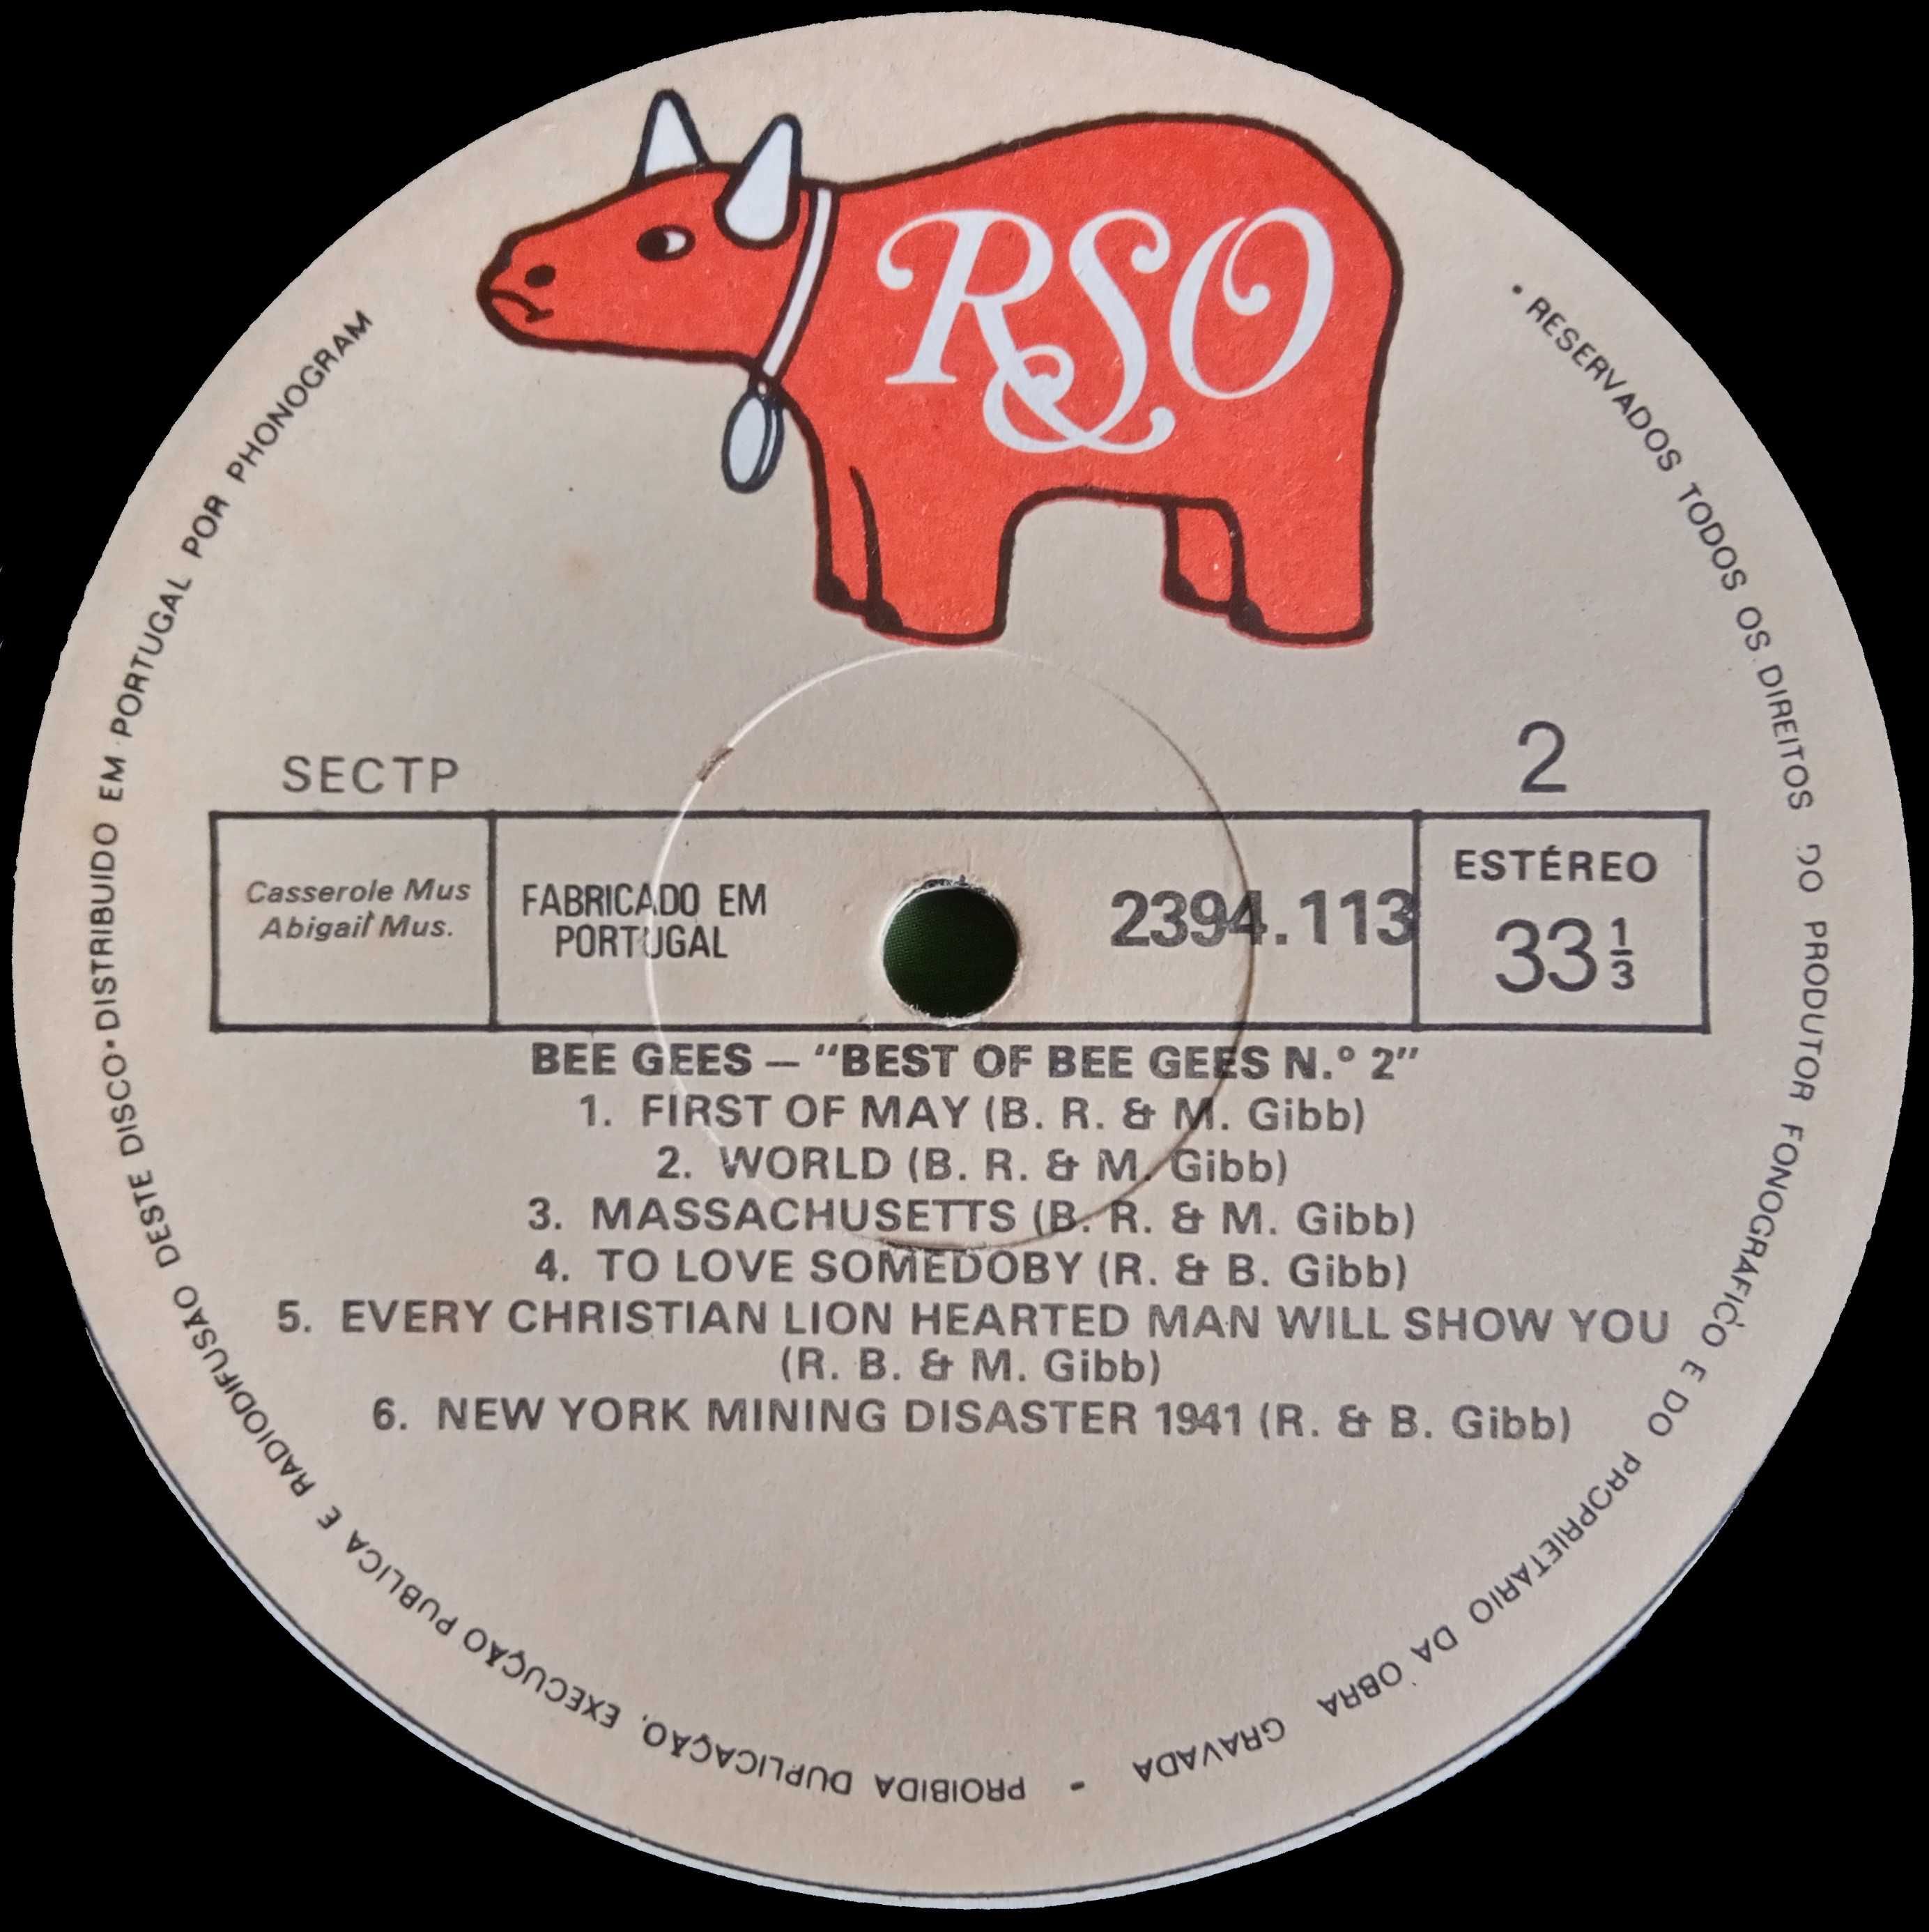 RSO
SECTP
2
Casserole Mus
Abigail Mus.
FABRICADO EM
PORTUGAL
2394.113
ESTÉREO
33 1/3
BEE GEES — “BEST OF BEE GEES N.º 2”
1. FIRST OF MAY (B. R. & M. Gibb)
2. WORLD (B. R. & M. Gibb)
3. MASSACHUSETTS (B. R. & M. Gibb)
4. TO LOVE SOMEDOBY (R. & B. Gibb)
5. EVERY CHRISTIAN LION HEARTED MAN WILL SHOW YOU
(R. B. & M. Gibb)
6. NEW YORK MINING DISASTER 1941 (R. & B. Gibb)
• RESERVADOS TODOS OS DIREITOS DO PRODUTOR FONOGRAFICO E DO PROPRIETARIO DA OBRA GRAVADA - PROIBIDA DUPLICAÇÃO, EXECUÇÃO PUBLICA E RADIODIFUSÃO DESTE DISCO • DISTRIBUIDO EM PORTUGAL POR PHONOGRAM